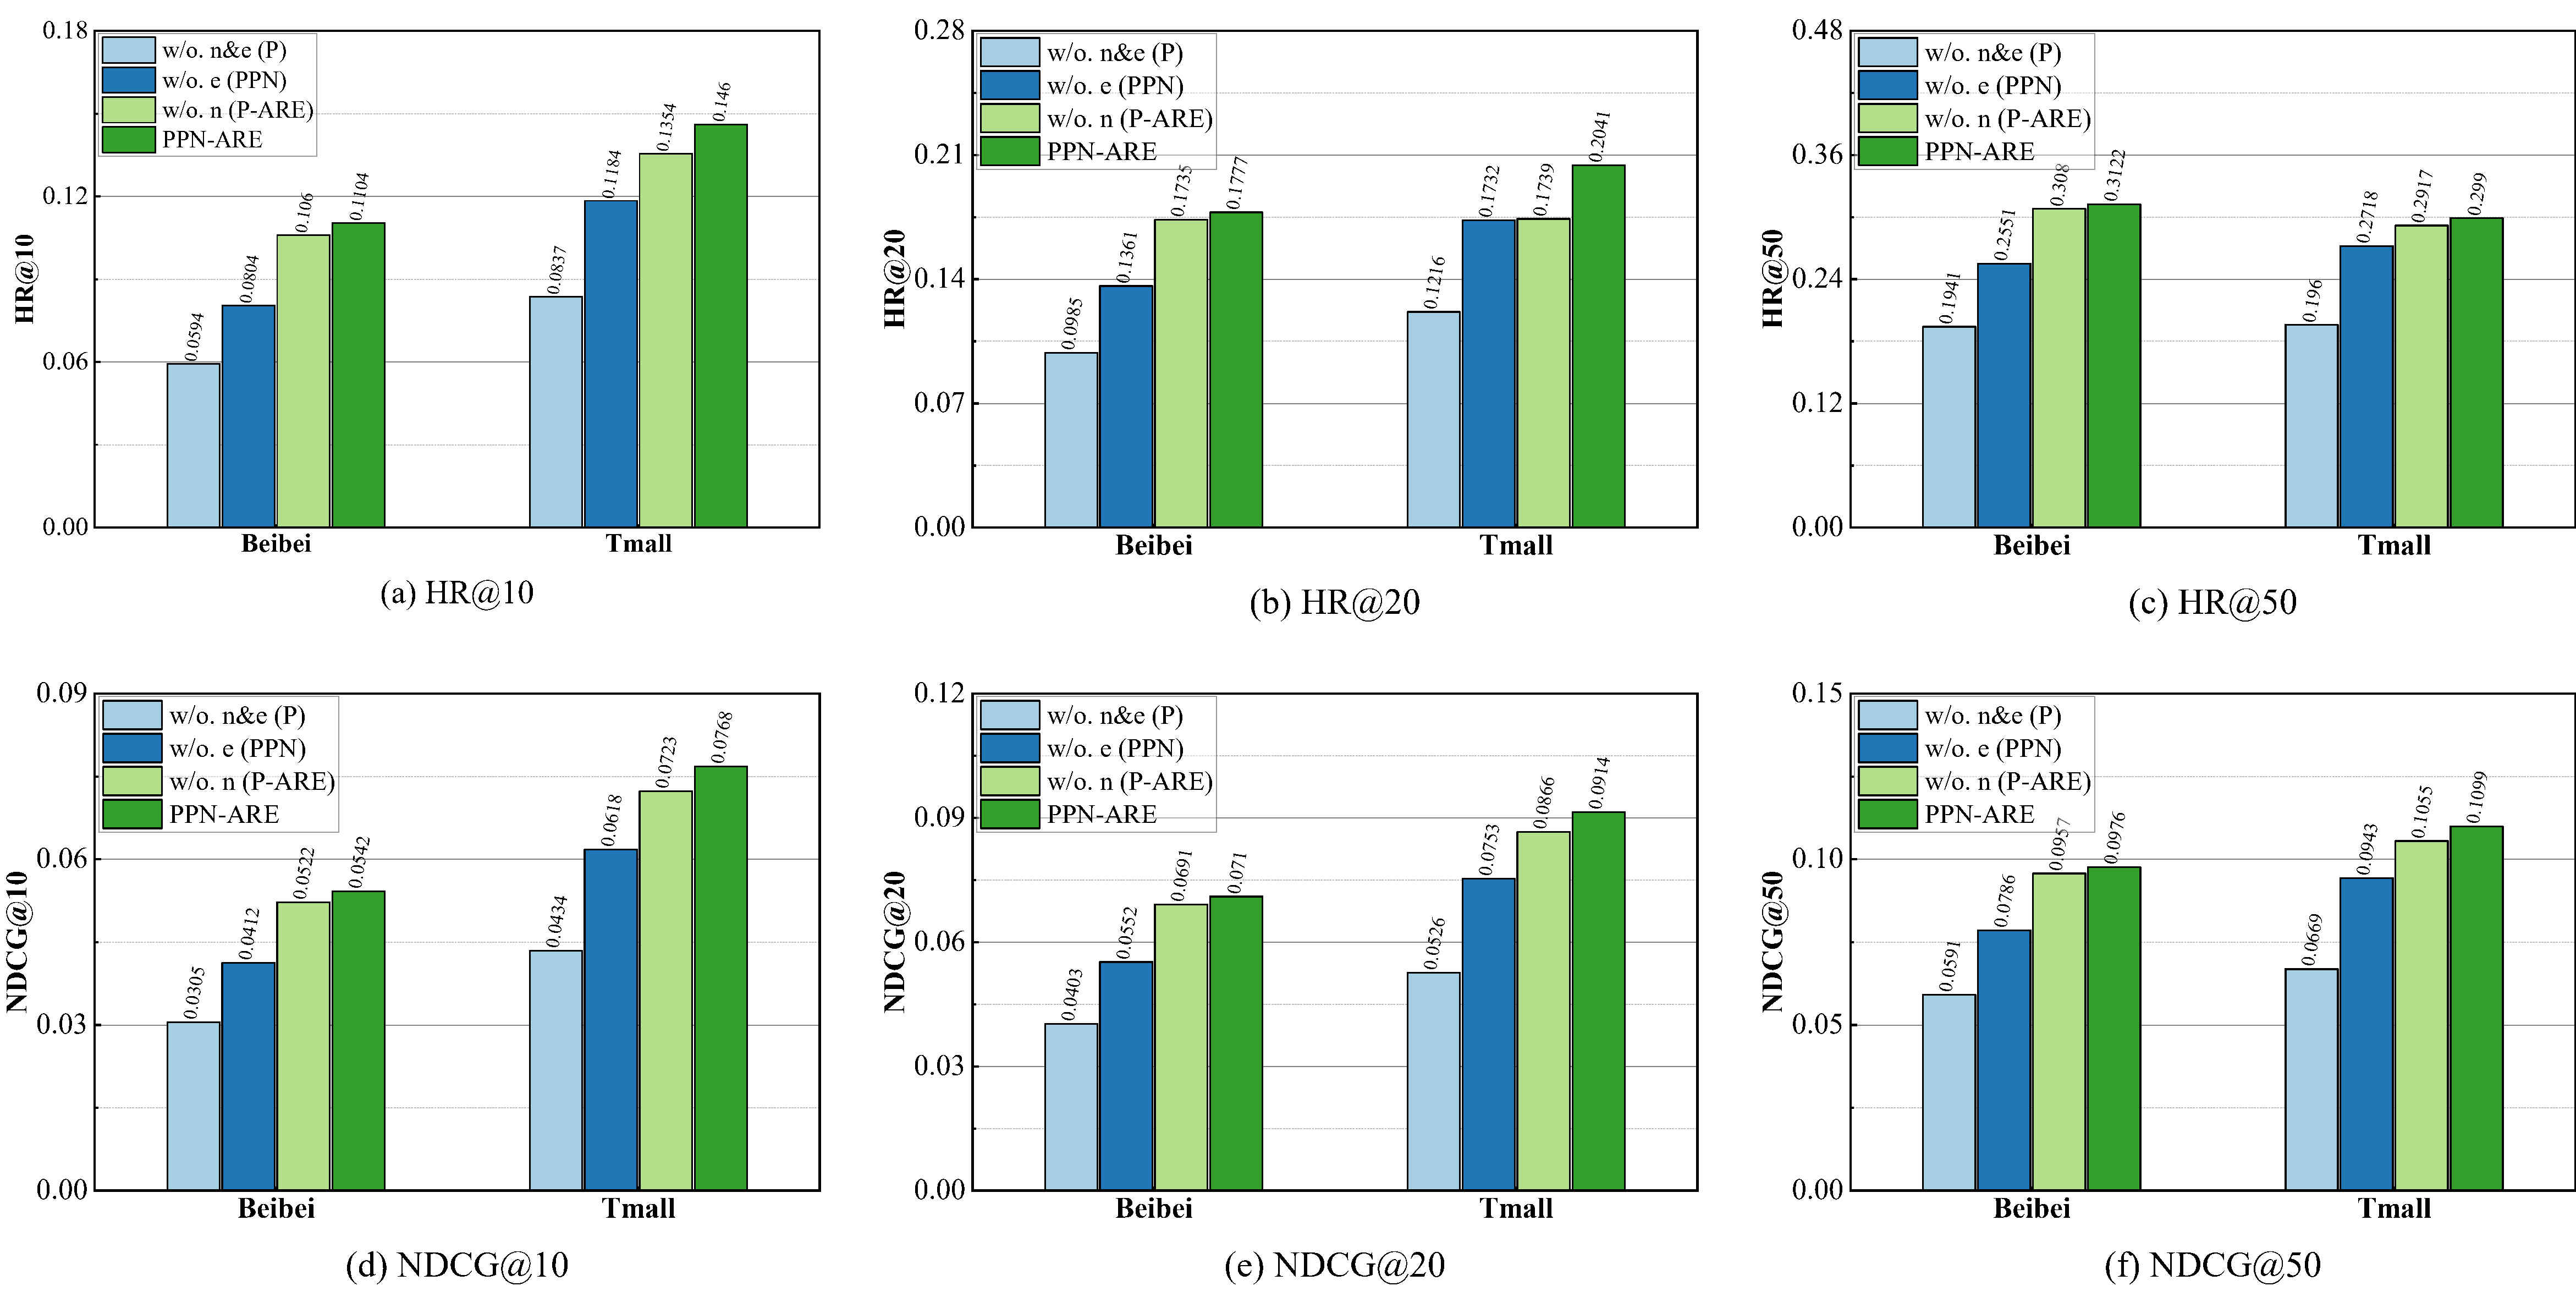 0.18
0.12
0.06
0.00
HR@10
w/o. n&e (P)
w/o. e (PPN)
w/o. n (P-ARE)
PPN-ARE
0.0594
0.0804
0.106
0.1104
0.0837
0.1184
0.1354
0.146
Beibei
Tmall
(a) HR@10
0.28
0.21
0.14
0.07
0.00
HR@20
w/o. n&e (P)
w/o. e (PPN)
w/o. n (P-ARE)
PPN-ARE
0.0985
0.1361
0.1735
0.1777
0.1216
0.1732
0.1739
0.2041
Beibei
Tmall
(b) HR@20
0.48
0.36
0.24
0.12
0.00
HR@50
w/o. n&e (P)
w/o. e (PPN)
w/o. n (P-ARE)
PPN-ARE
0.1941
0.2551
0.308
0.3122
0.196
0.2718
0.2917
0.299
Beibei
Tmall
(c) HR@50
0.09
0.06
0.03
0.00
NDCG@10
w/o. n&e (P)
w/o. e (PPN)
w/o. n (P-ARE)
PPN-ARE
0.0305
0.0412
0.0522
0.0542
0.0434
0.0618
0.0723
0.0768
Beibei
Tmall
(d) NDCG@10
0.12
0.09
0.06
0.03
0.00
NDCG@20
w/o. n&e (P)
w/o. e (PPN)
w/o. n (P-ARE)
PPN-ARE
0.0403
0.0552
0.0691
0.071
0.0526
0.0753
0.0866
0.0914
Beibei
Tmall
(e) NDCG@20
0.15
0.10
0.05
0.00
NDCG@50
w/o. n&e (P)
w/o. e (PPN)
w/o. n (P-ARE)
PPN-ARE
0.0591
0.0786
0.0957
0.0976
0.0669
0.0943
0.1055
0.1099
Beibei
Tmall
(f) NDCG@50